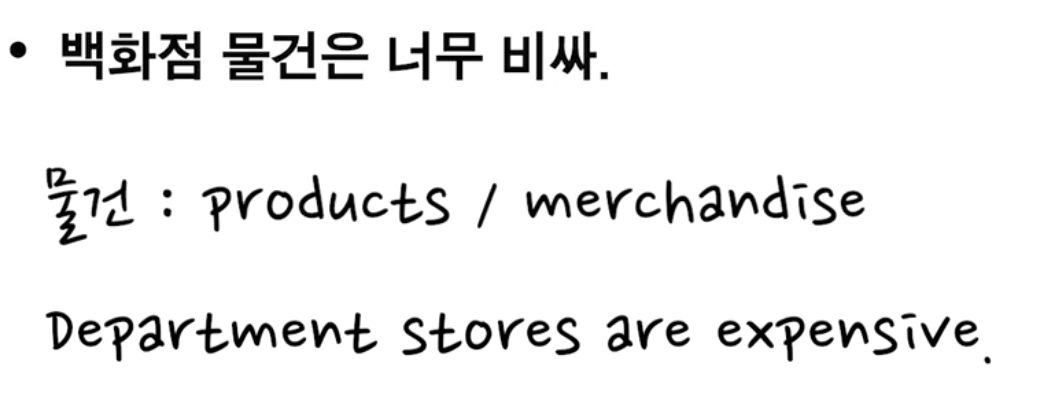 • 백화점 물건은 너무 비싸.
물건 : products / merchandise
Department stores are expensive.